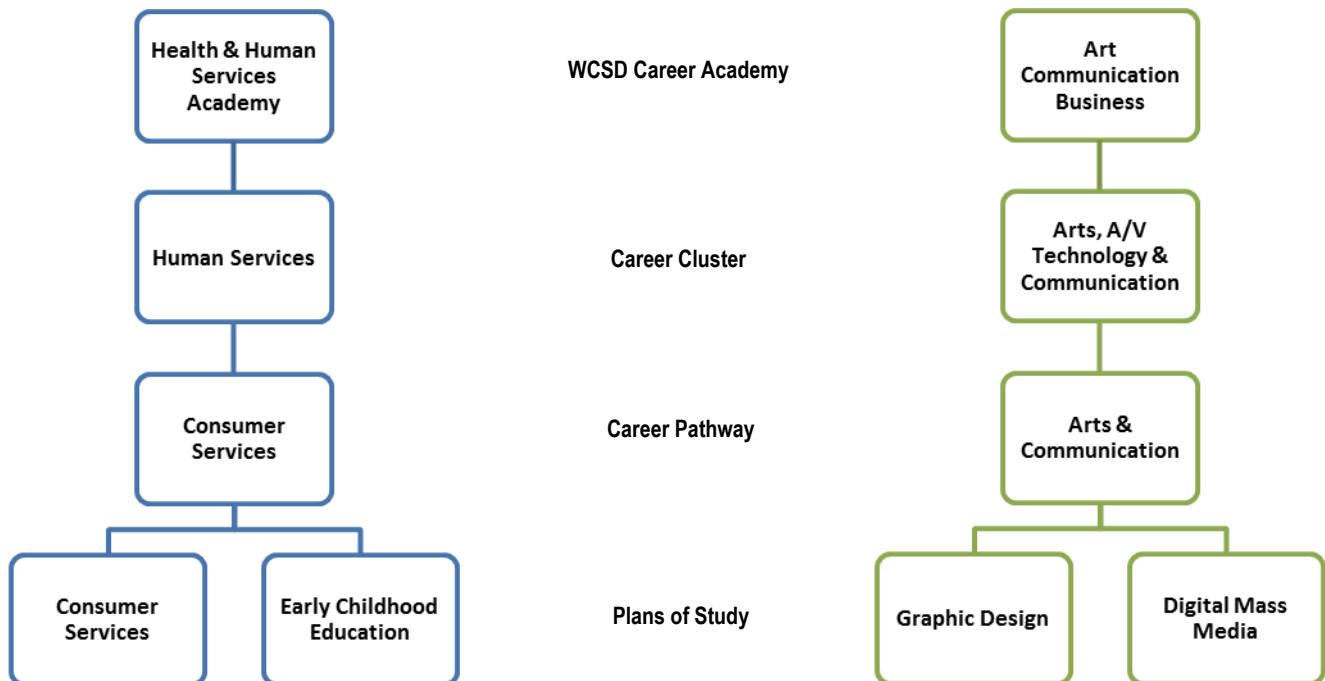 Health & Human
Services
Academy
WCSD Career Academy
Art
Communication
Business
Human Services
Career Cluster
Arts, A/V
Technology &
Communication
Consumer
Services
Career Pathway
Arts &
Communication
Consumer
Services
Early Childhood
Education
Plans of Study
Graphic Design
Digital Mass
Media